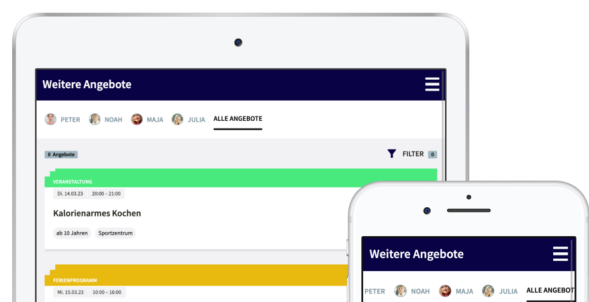 Weitere Angebote
PETER NOAH MAJA JULIA ALLE ANGEBOTE
8 Angebote FILTER 0
VERANSTALTUNG
Di. 14.03.23 20:00 - 21:00
Kalorienarmes Kochen
ab 10 Jahren Sportzentrum
FERIENPROGRAMM
Mi. 15.03.23 10:00 - 16:00
Weitere Angebote
PETER NOAH MAJA JULIA ALLE ANGEBOT